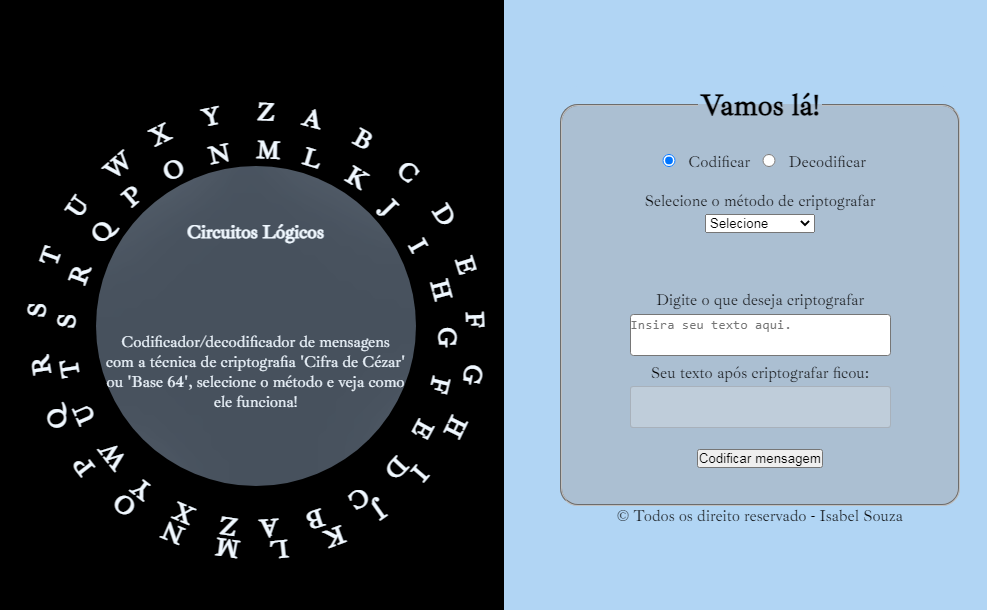 Z A B C D E F G H I J K L M N O P Q R S T U W X Y
M L K J I H G F E D C B A Z X Y W U T S R Q P O N
Circuitos Lógicos
Codificador/decodificador de mensagens
com a técnica de criptografia 'Cifra de Cézar'
ou 'Base 64', selecione o método e veja como
ele funciona!
Vamos lá!
Codificar Decodificar
Selecione o método de criptografar
Selecione
Digite o que deseja criptografar
Insira seu texto aqui.
Seu texto após criptografar ficou:
Codificar mensagem
© Todos os direito reservado - Isabel Souza